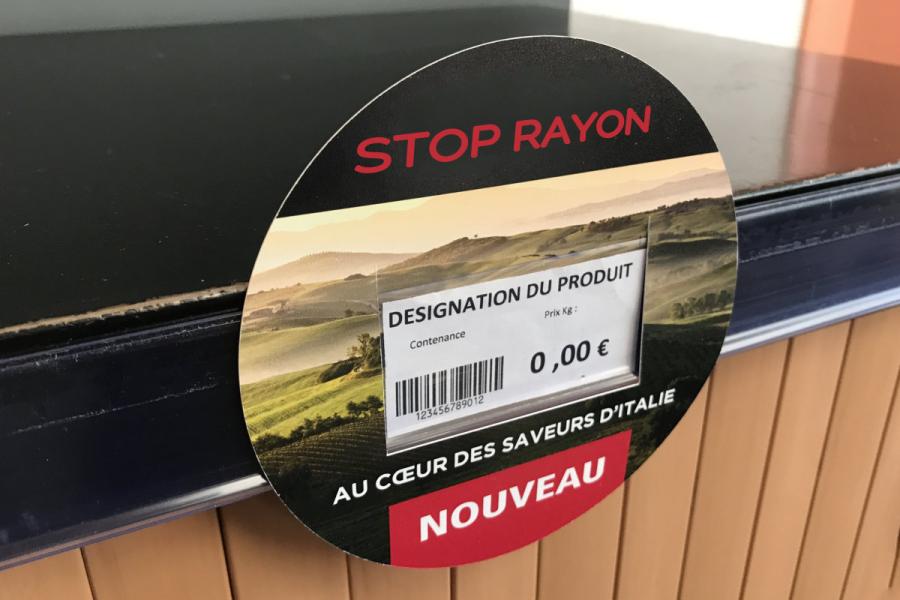 STOP RAYON
DESIGNATION DU PRODUIT
Contenance
Prix Kg :
0 ,00 €
123456789012
AU CŒUR DES SAVEURS D'ITALIE
NOUVEAU